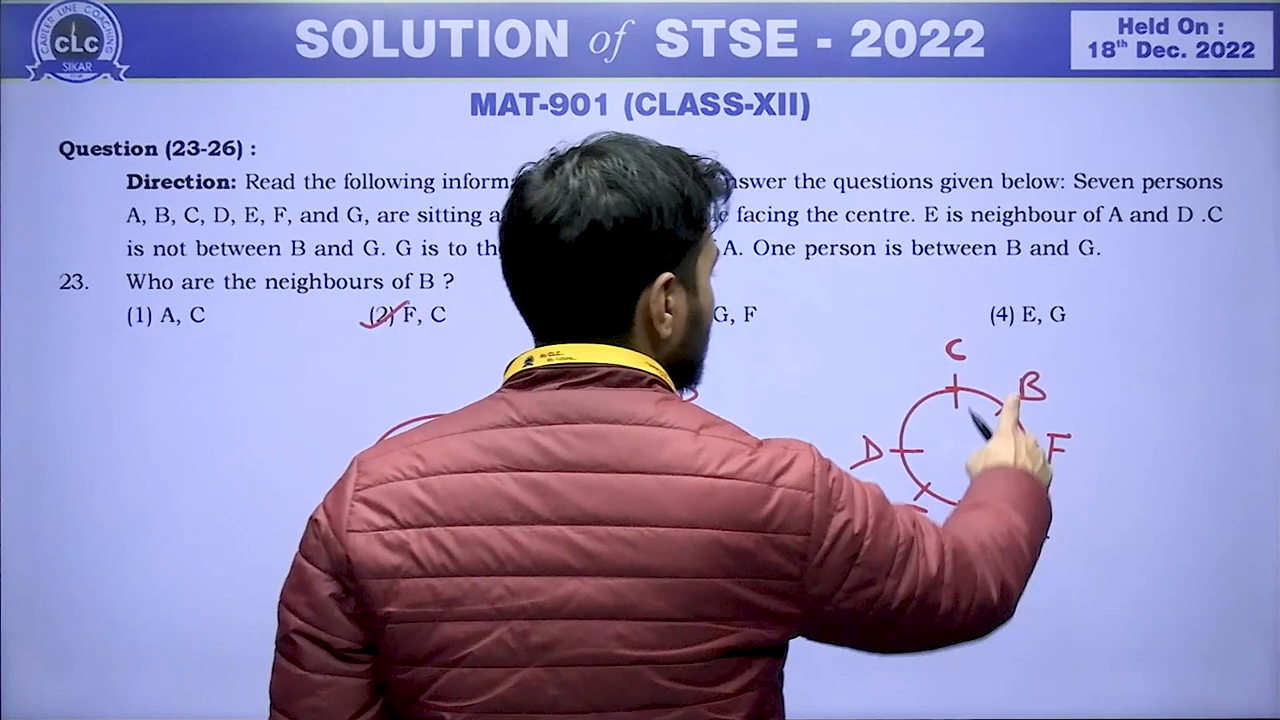 CAREER LINE COACHING
CLC
SIKAR
SOLUTION of STSE - 2022
Held On :
18th Dec. 2022
MAT-901 (CLASS-XII)
Question (23-26) :
Direction: Read the following nswer the questions given below: Seven persons
A, B, C, D, E, F, and G, are sitting facing the centre. E is neighbour of A and D .C
is not between B and G. G is to the A. One person is between B and G.
23. Who are the neighbours of B ?
(1) A, C (2) F, C G, F (4) E, G
C
B
D
F